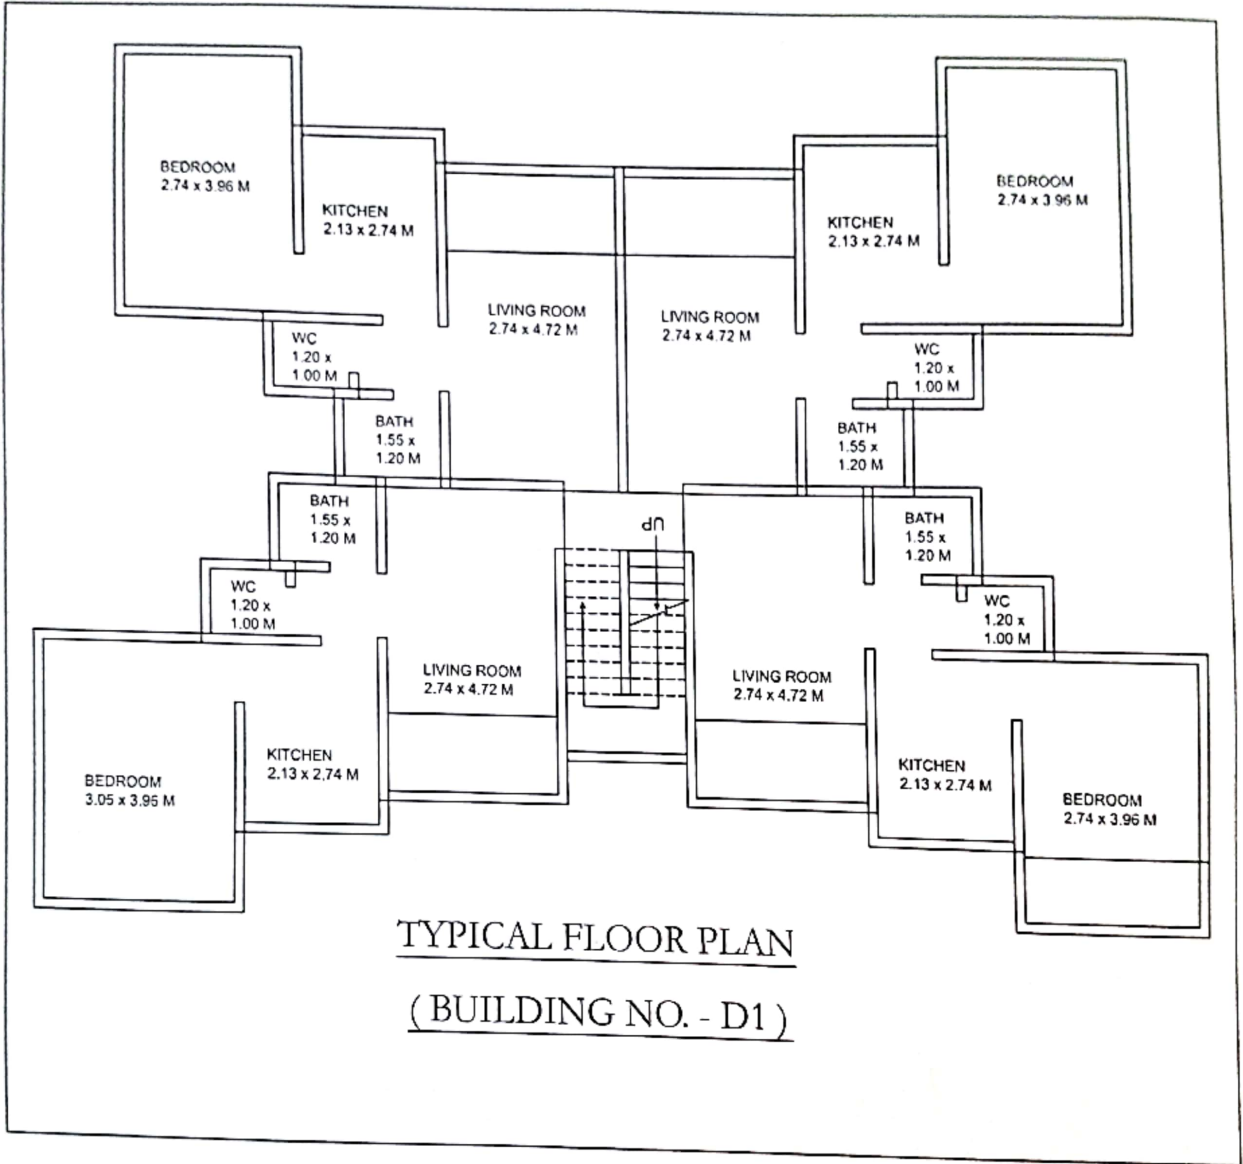 BEDROOM
2.74 x 3.96 M
KITCHEN
2.13 x 2.74 M
LIVING ROOM
2.74 x 4.72 M
WC
1.20 x
1.00 M
BATH
1.55 x
1.20 M
LIVING ROOM
2.74 x 4.72 M
KITCHEN
2.13 x 2.74 M
BEDROOM
2.74 x 3.96 M
WC
1.20 x
1.00 M
BATH
1.55 x
1.20 M
BATH
1.55 x
1.20 M
WC
1.20 x
1.00 M
LIVING ROOM
2.74 x 4.72 M
KITCHEN
2.13 x 2.74 M
BEDROOM
3.05 x 3.96 M
UP
BATH
1.55 x
1.20 M
WC
1.20 x
1.00 M
LIVING ROOM
2.74 x 4.72 M
KITCHEN
2.13 x 2.74 M
BEDROOM
2.74 x 3.96 M
TYPICAL FLOOR PLAN
( BUILDING NO. - D1 )